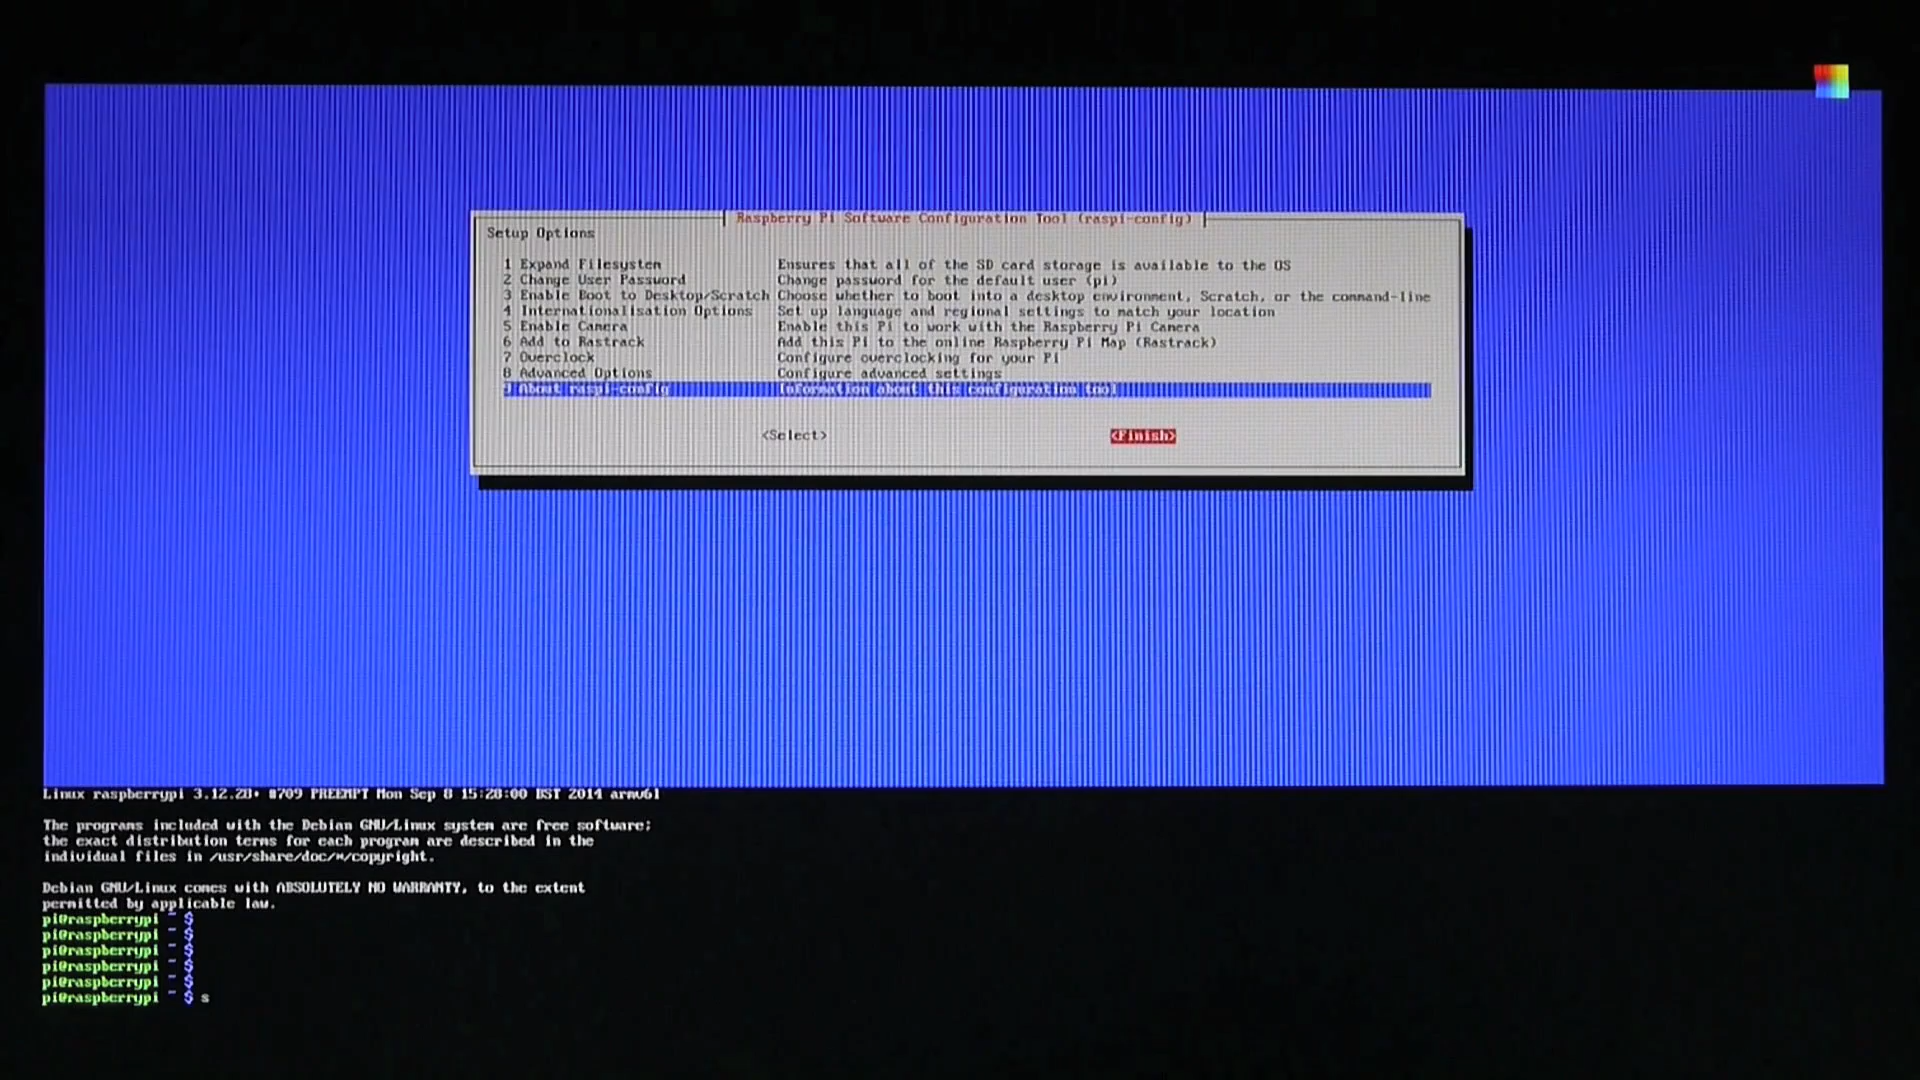 Raspberry Pi Software Configuration Tool (raspi-config)
Setup Options
1 Expand Filesystem Ensures that all of the SD card storage is available to the OS
2 Change User Password Change password for the default user (pi)
3 Enable Boot to Desktop/Scratch Choose whether to boot into a desktop environment, Scratch, or the command-line
4 Internationalisation Options Set up language and regional settings to match your location
5 Enable Camera Enable this Pi to work with the Raspberry Pi Camera
6 Add to Rastrack Add this Pi to the online Raspberry Pi Map (Rastrack)
7 Overclock Configure overclocking for your Pi
8 Advanced Options Configure advanced settings
9 About raspi-config Information about this configuration tool
<Select> <Finish>
Linux raspberrypi 3.12.28+ #709 PREEMPT Mon Sep 8 15:28:00 BST 2014 armv6l
The programs included with the Debian GNU/Linux system are free software;
the exact distribution terms for each program are described in the
individual files in /usr/share/doc/*/copyright.
Debian GNU/Linux comes with ABSOLUTELY NO WARRANTY, to the extent
permitted by applicable law.
pi@raspberrypi ~ $
pi@raspberrypi ~ $
pi@raspberrypi ~ $
pi@raspberrypi ~ $
pi@raspberrypi ~ $
pi@raspberrypi ~ $ s